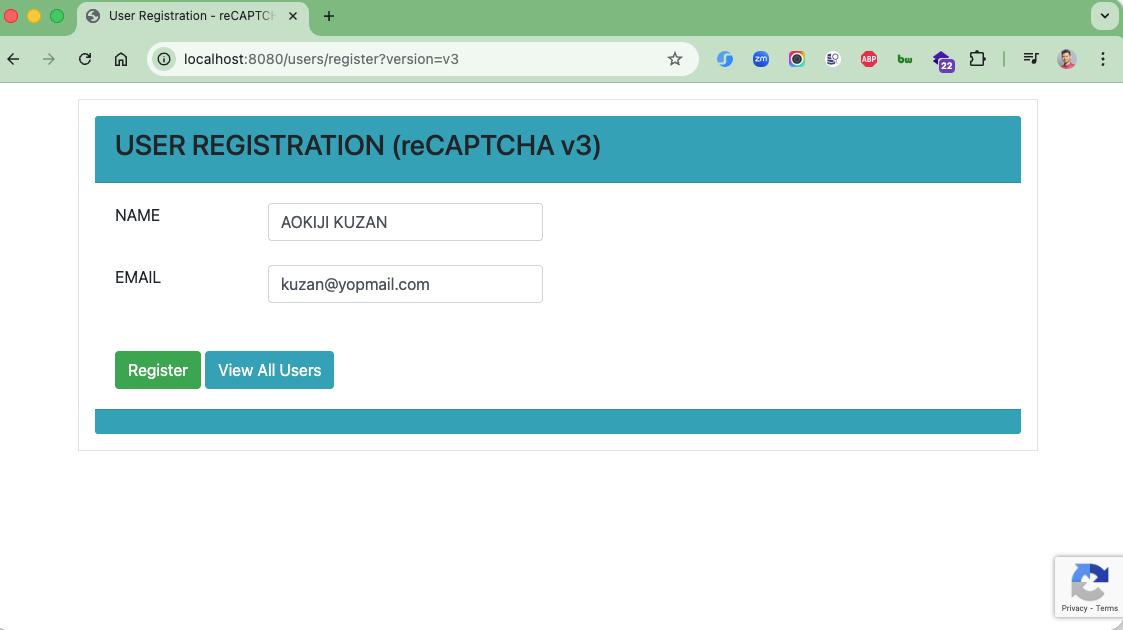 User Registration - reCAPTCH
localhost:8080/users/register?version=v3
zm
ABP
bw
22
USER REGISTRATION (reCAPTCHA v3)
NAME
AOKIJI KUZAN
EMAIL
kuzan@yopmail.com
Register
View All Users
Privacy - Terms